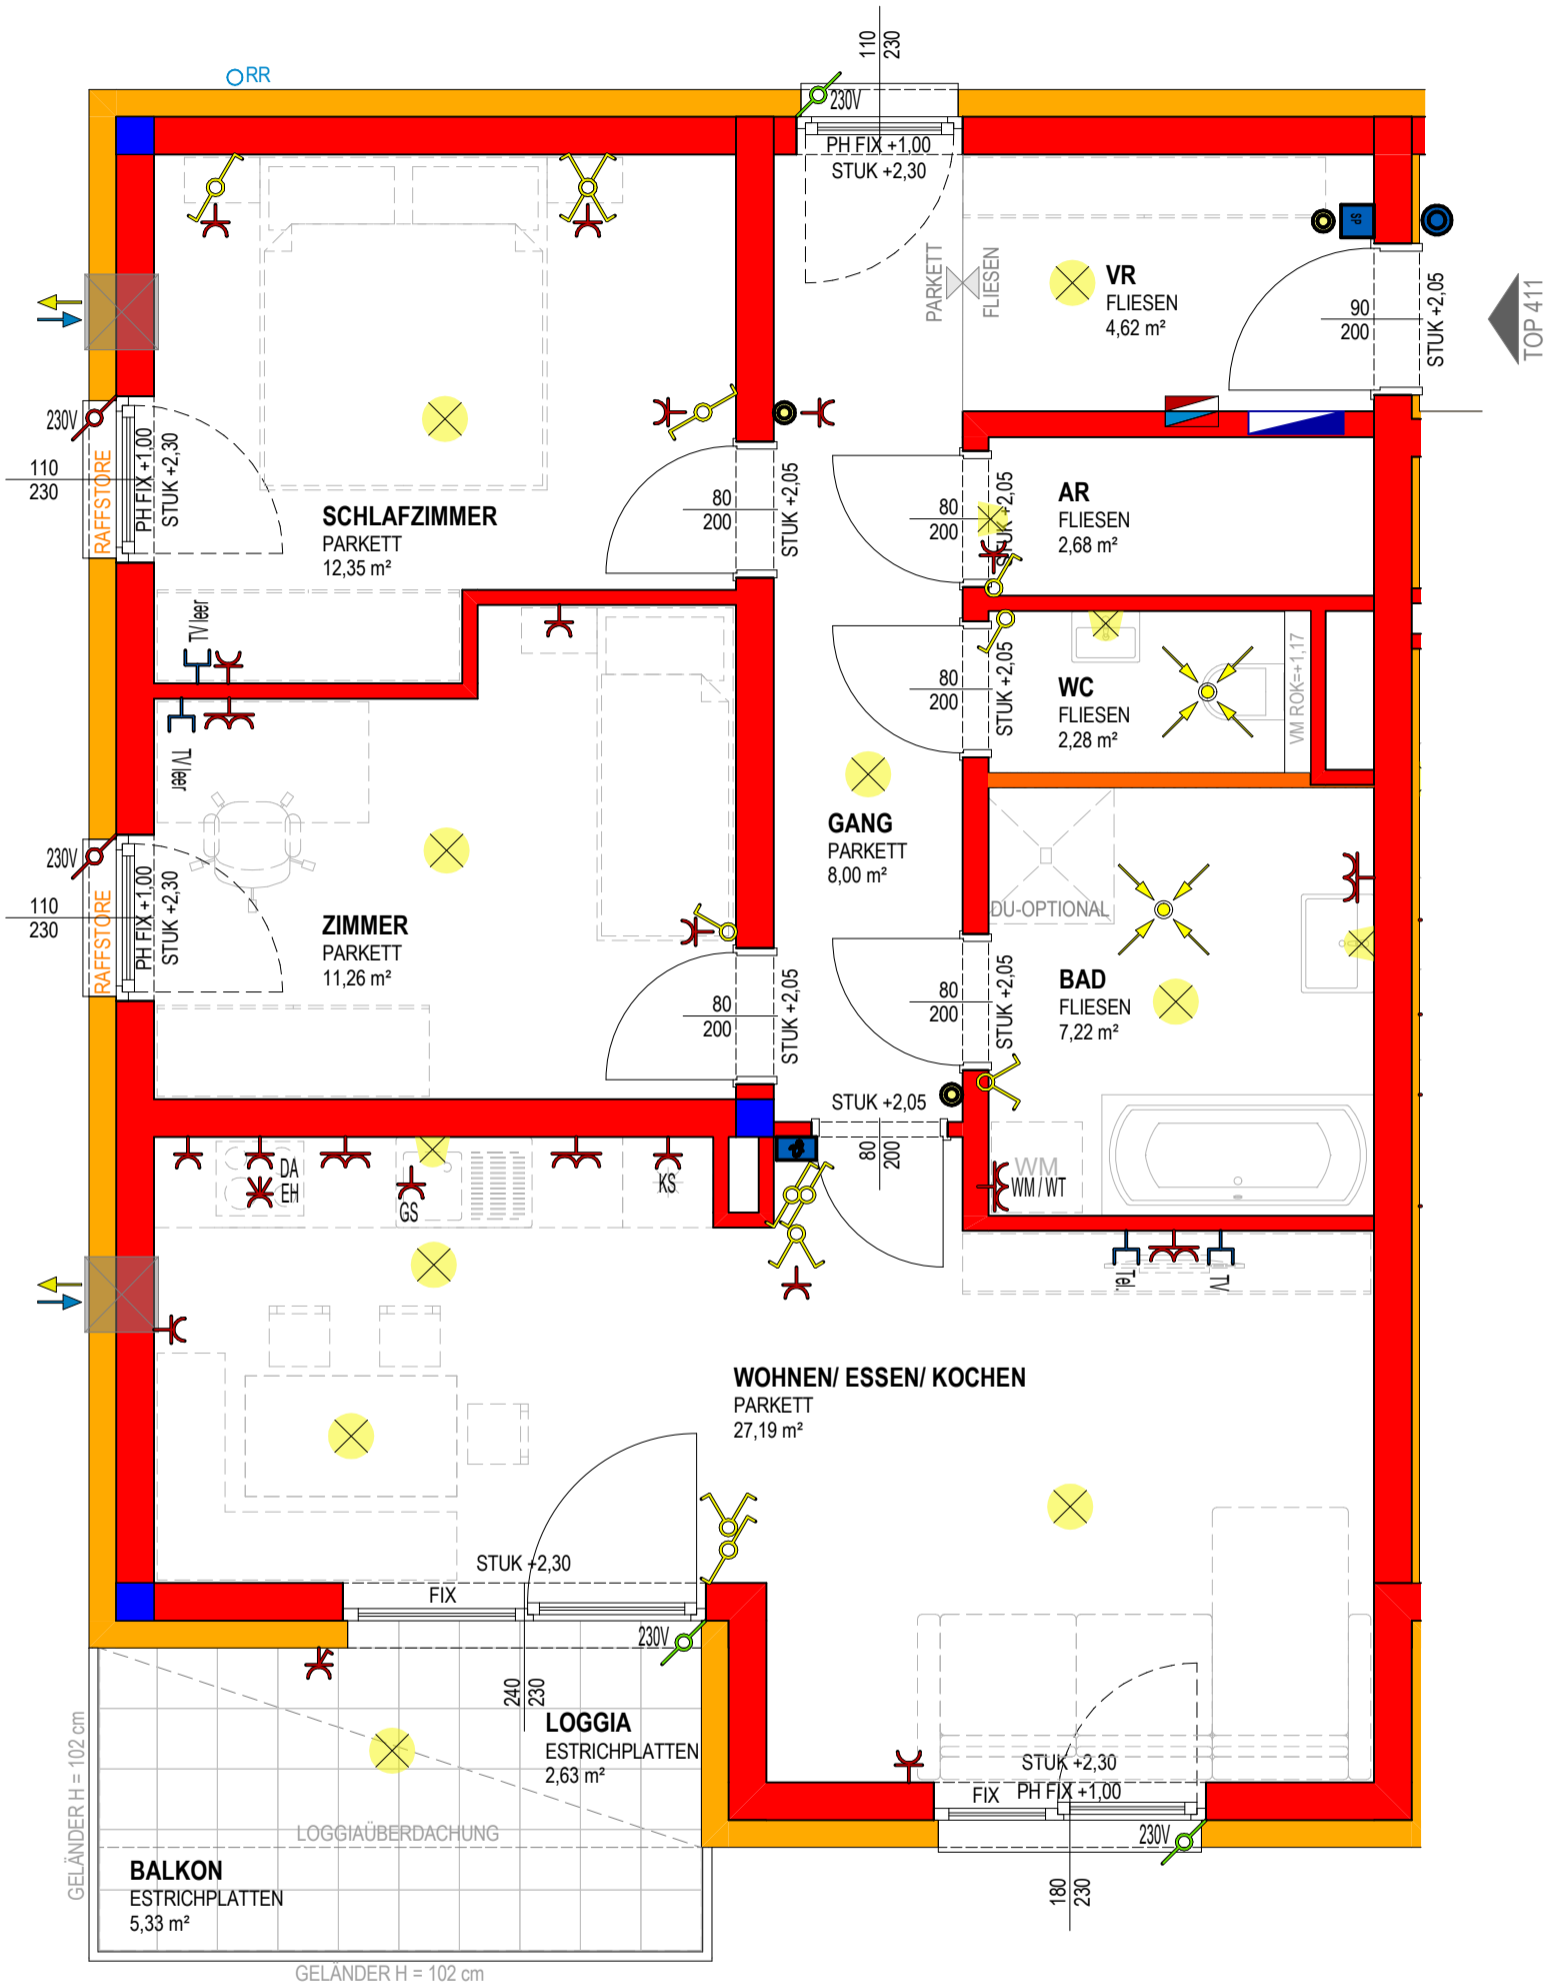 RR
110
230
230V
PH FIX +1,00
STUK +2,30
SP
PARKETT
FLIESEN
VR
FLIESEN
4,62 m²
90
200
STUK +2,05
TOP 411
230V
110
230
RAFFSTORE
PH FIX +1,00
STUK +2,30
SCHLAFZIMMER
PARKETT
12,35 m²
80
200
STUK +2,05
80
200
STUK +2,05
AR
FLIESEN
2,68 m²
TV leer
TV leer
80
200
STUK +2,05
WC
FLIESEN
2,28 m²
VM ROK=+1,17
GANG
PARKETT
8,00 m²
230V
110
230
RAFFSTORE
PH FIX +1,00
STUK +2,30
ZIMMER
PARKETT
11,26 m²
80
200
STUK +2,05
DU-OPTIONAL
80
200
STUK +2,05
BAD
FLIESEN
7,22 m²
STUK +2,05
80
200
DA
EH
GS
KS
WM
WM / WT
Tel.
TV
WOHNEN/ ESSEN/ KOCHEN
PARKETT
27,19 m²
STUK +2,30
FIX
230V
240
230
LOGGIA
ESTRICHPLATTEN
2,63 m²
STUK +2,30
FIX
PH FIX +1,00
230V
180
230
LOGGIAÜBERDACHUNG
BALKON
ESTRICHPLATTEN
5,33 m²
GELÄNDER H = 102 cm
GELÄNDER H = 102 cm